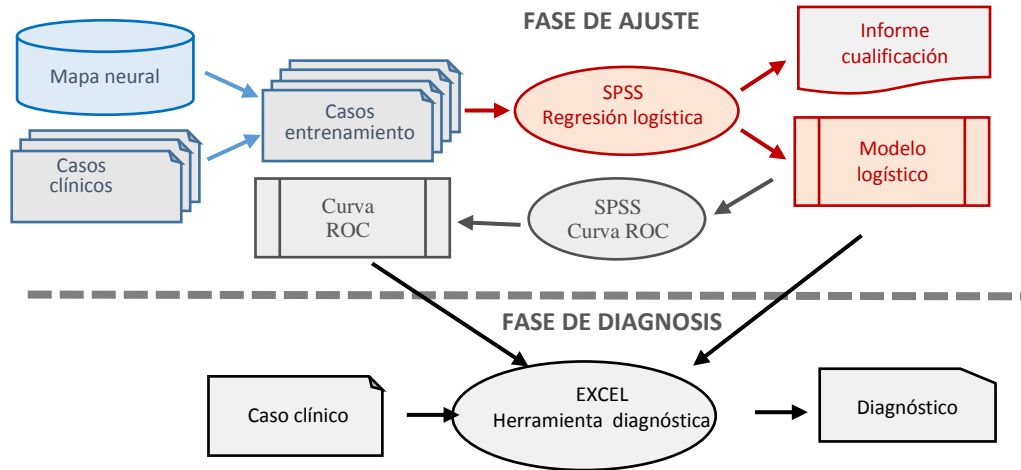 FASE DE AJUSTE
Mapa neural
Casos
clínicos
Casos
entrenamiento
SPSS
Regresión logística
Informe
cualificación
Modelo
logístico
SPSS
Curva ROC
Curva
ROC
FASE DE DIAGNOSIS
Caso clínico
EXCEL
Herramienta diagnóstica
Diagnóstico